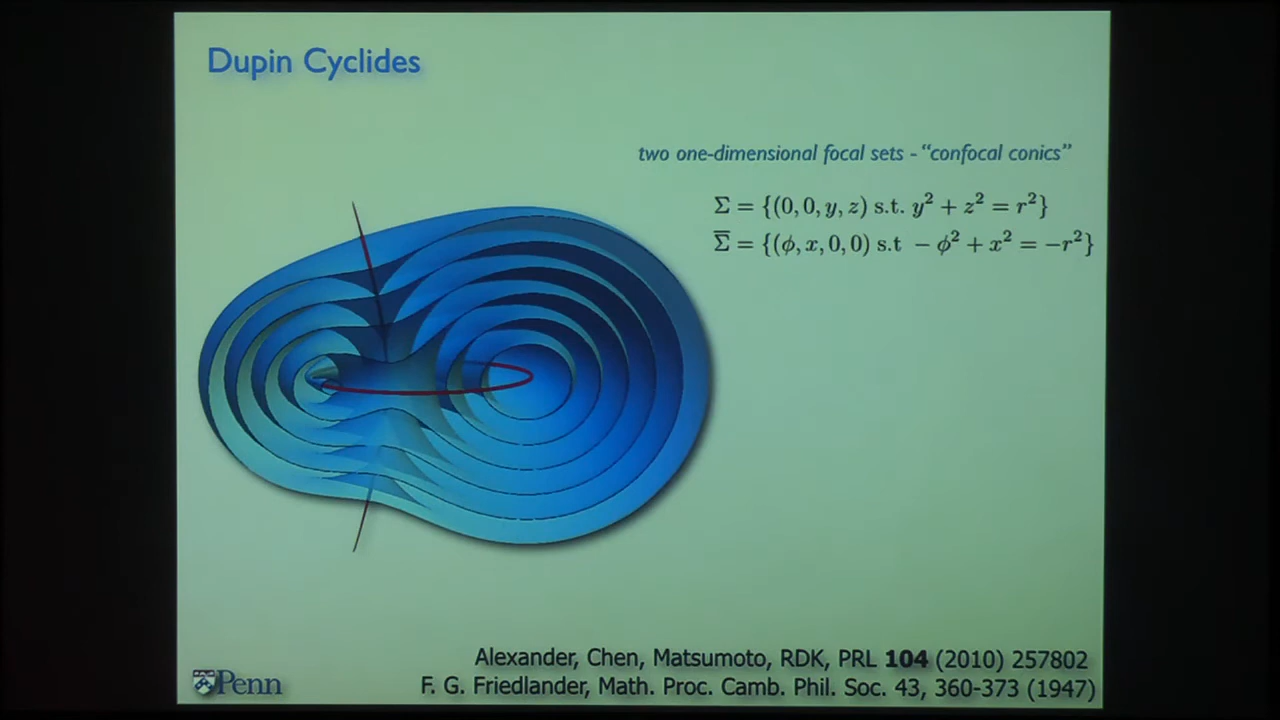 Dupin Cyclides
two one-dimensional focal sets - “confocal conics”
Σ = {(0, 0, y, z) s.t. y² + z² = r²}
Σ̅ = {(ϕ, x, 0, 0) s.t − ϕ² + x² = −r²}
Alexander, Chen, Matsumoto, RDK, PRL 104 (2010) 257802
Penn
F. G. Friedlander, Math. Proc. Camb. Phil. Soc. 43, 360-373 (1947)